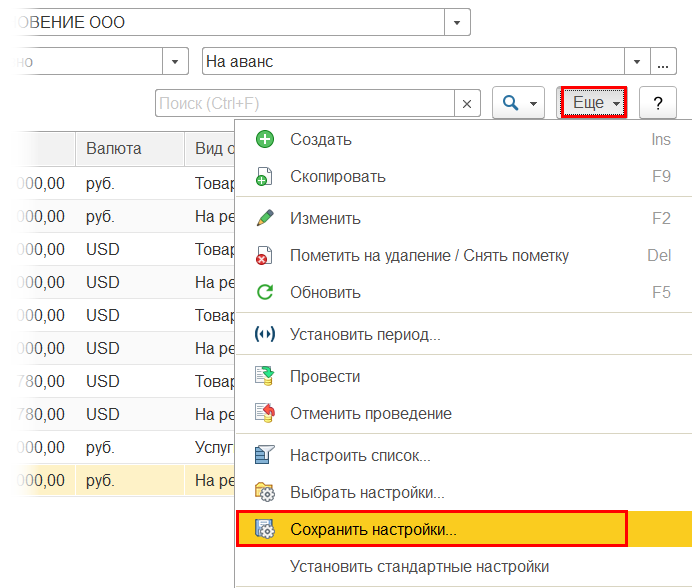 ОВЕНИЕ ООО
но На аванс ...
Поиск (Ctrl+F) × Еще ?
Валюта Вид о
Создать Ins
000,00 руб. Товар
Скопировать F9
000,00 руб. На ре
Изменить F2
000,00 USD Товар
Пометить на удаление / Снять пометку Del
000,00 USD На ре
Обновить F5
000,00 USD Товар
Установить период...
000,00 USD На ре
Провести
780,00 USD Товар
Отменить проведение
780,00 USD На ре
Настроить список...
000,00 руб. Услуг
Выбрать настройки...
000,00 руб. На ре
Сохранить настройки...
Установить стандартные настройки